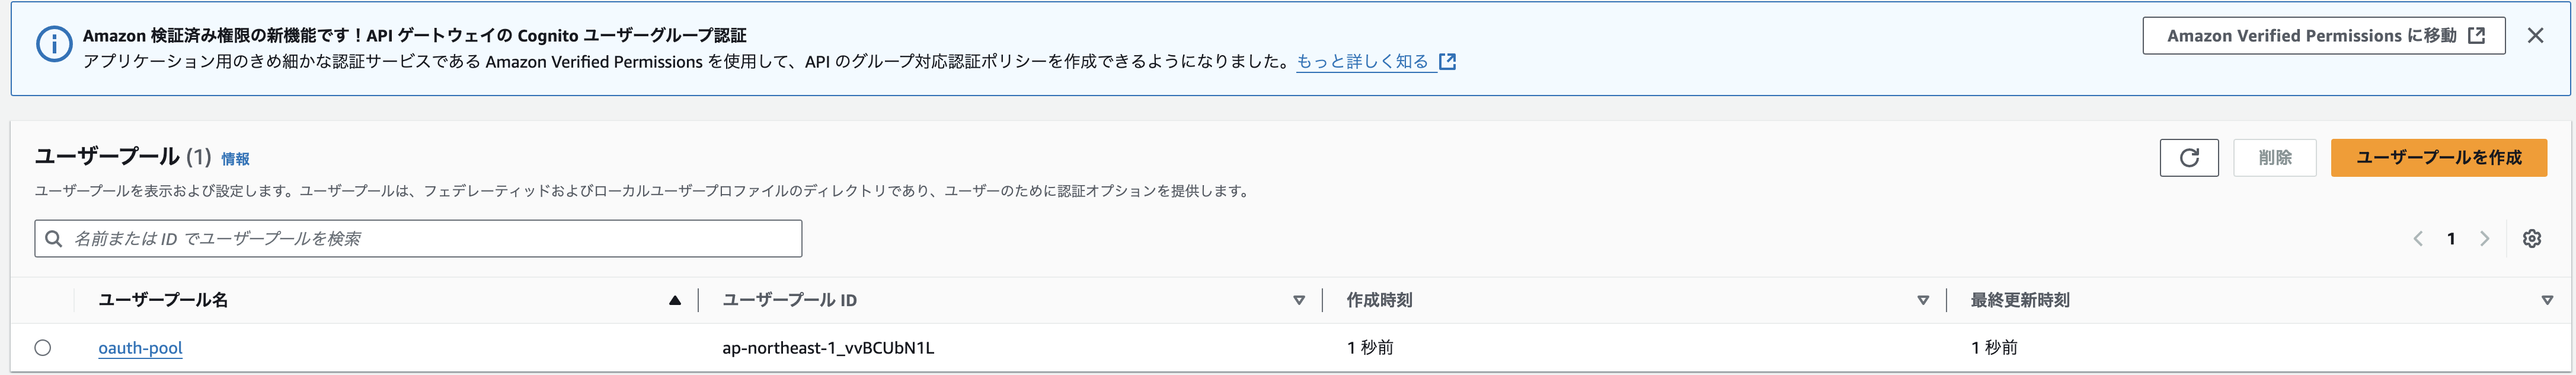 Amazon 検証済み権限の新機能です！API ゲートウェイの Cognito ユーザーグループ認証
アプリケーション用のきめ細かな認証サービスである Amazon Verified Permissions を使用して、API のグループ対応認証ポリシーを作成できるようになりました。もっと詳しく知る
Amazon Verified Permissions に移動
ユーザープール (1) 情報
ユーザープールを表示および設定します。ユーザープールは、フェデレーティッドおよびローカルユーザープロファイルのディレクトリであり、ユーザーのために認証オプションを提供します。
削除
ユーザープールを作成
名前または ID でユーザープールを検索
1
ユーザープール名 ユーザープール ID 作成時刻 最終更新時刻
oauth-pool ap-northeast-1_vvBCUbN1L 1 秒前 1 秒前